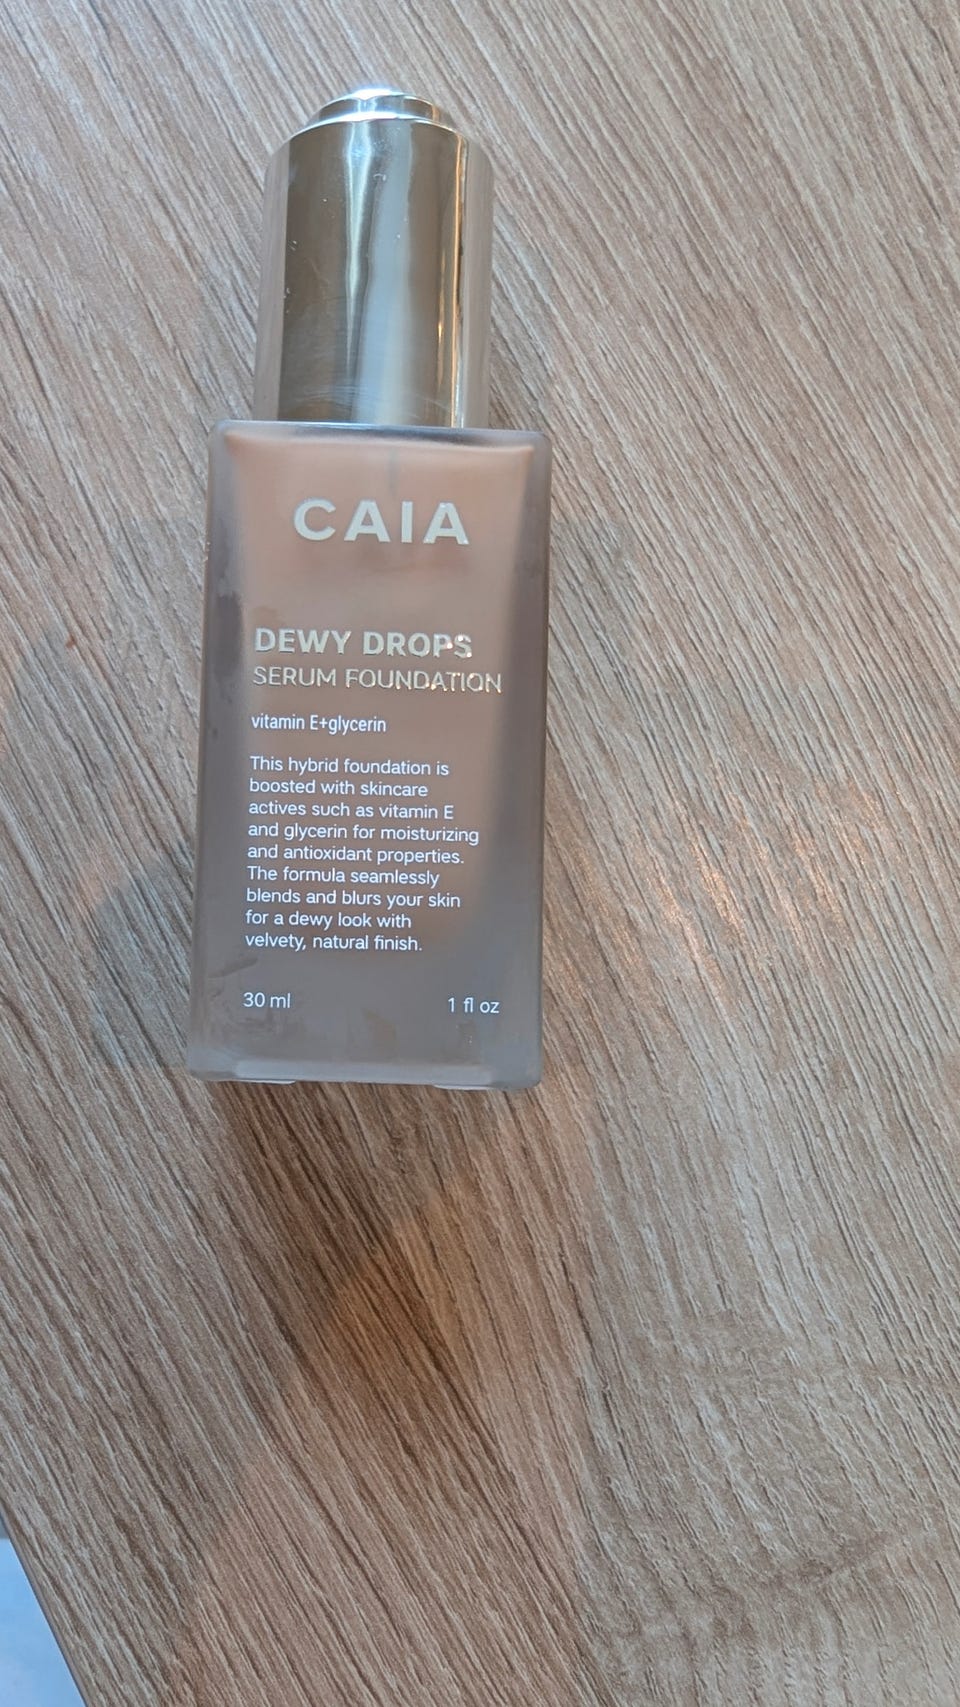 CAIA
DEWY DROPS
SERUM FOUNDATION
vitamin E+glycerin
This hybrid foundation is
boosted with skincare
actives such as vitamin E
and glycerin for moisturizing
and antioxidant properties.
The formula seamlessly
blends and blurs your skin
for a dewy look with
velvety, natural finish.
30 ml
1 fl oz